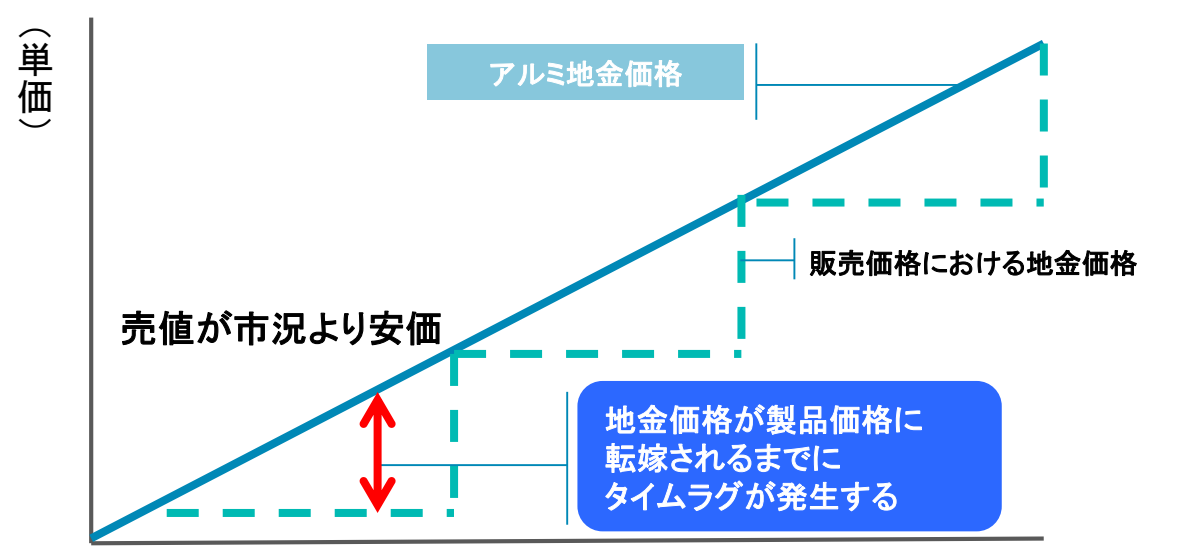 （単価）
アルミ地金価格
販売価格における地金価格
売値が市況より安価
地金価格が製品価格に
転嫁されるまでに
タイムラグが発生する